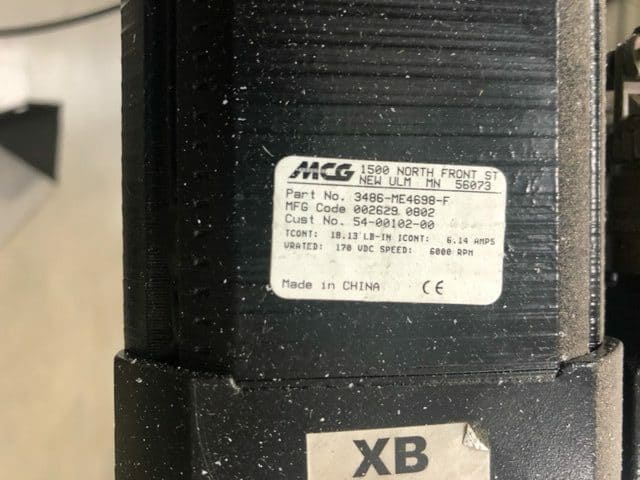 MCG 1500 NORTH FRONT ST
NEW ULM MN 56073
Part No. 3486-ME4698-F
MFG Code 002629 0802
Cust No. 54-00102-00
TCONT: 18.13 LB-IN ICONT: 6.14 AMPS
VRATED: 170 VDC SPEED: 6000 RPM
Made in CHINA CE
XB